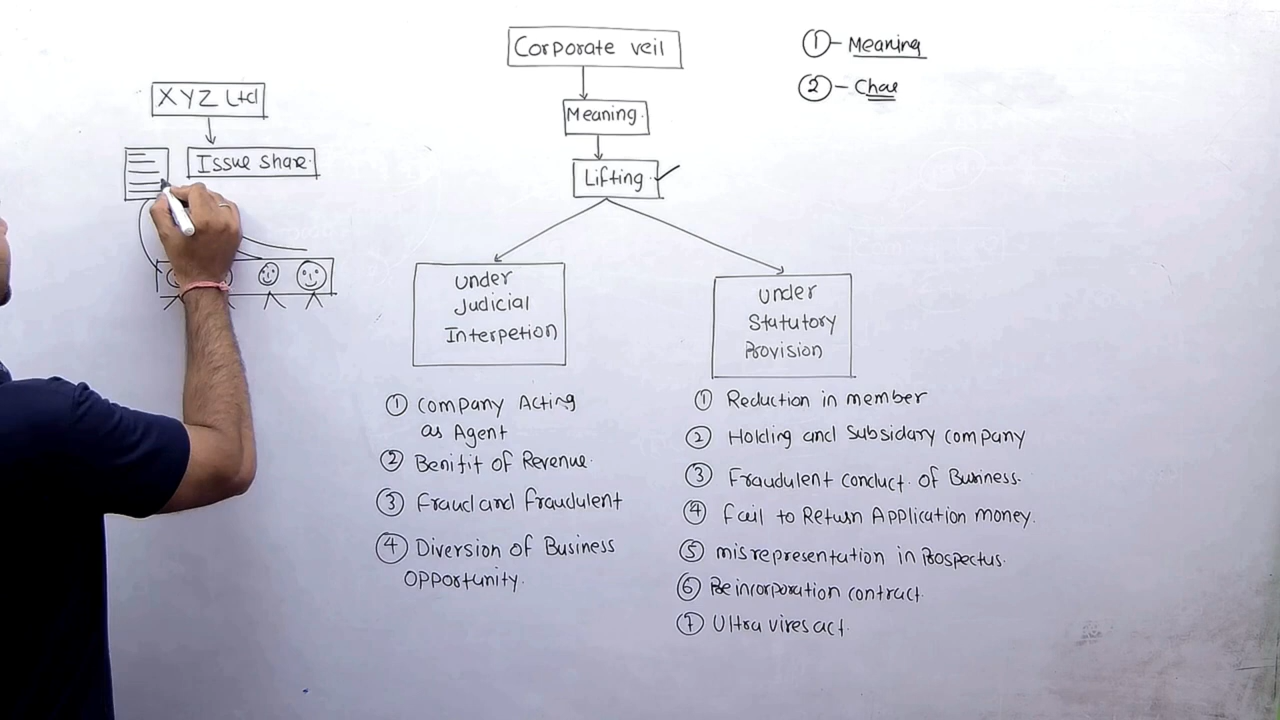 Corporate veil
Meaning.
Lifting
①- Meaning
②- Char
XYZ Ltd
Issue share.
under
Judicial
Interpetion
① Company Acting
as Agent
② Benifit of Revenue.
③ Fraud and fraudulent
④ Diversion of Business
opportunity.
under
Statutory
Provision
① Reduction in member
② Holding and Subsidary company
③ Fraudulent conduct. of Business.
④ fail to Return Application money.
⑤ misrepresentation in Prospectus.
⑥ Preincorporation contract.
⑦ Ultra vires act.